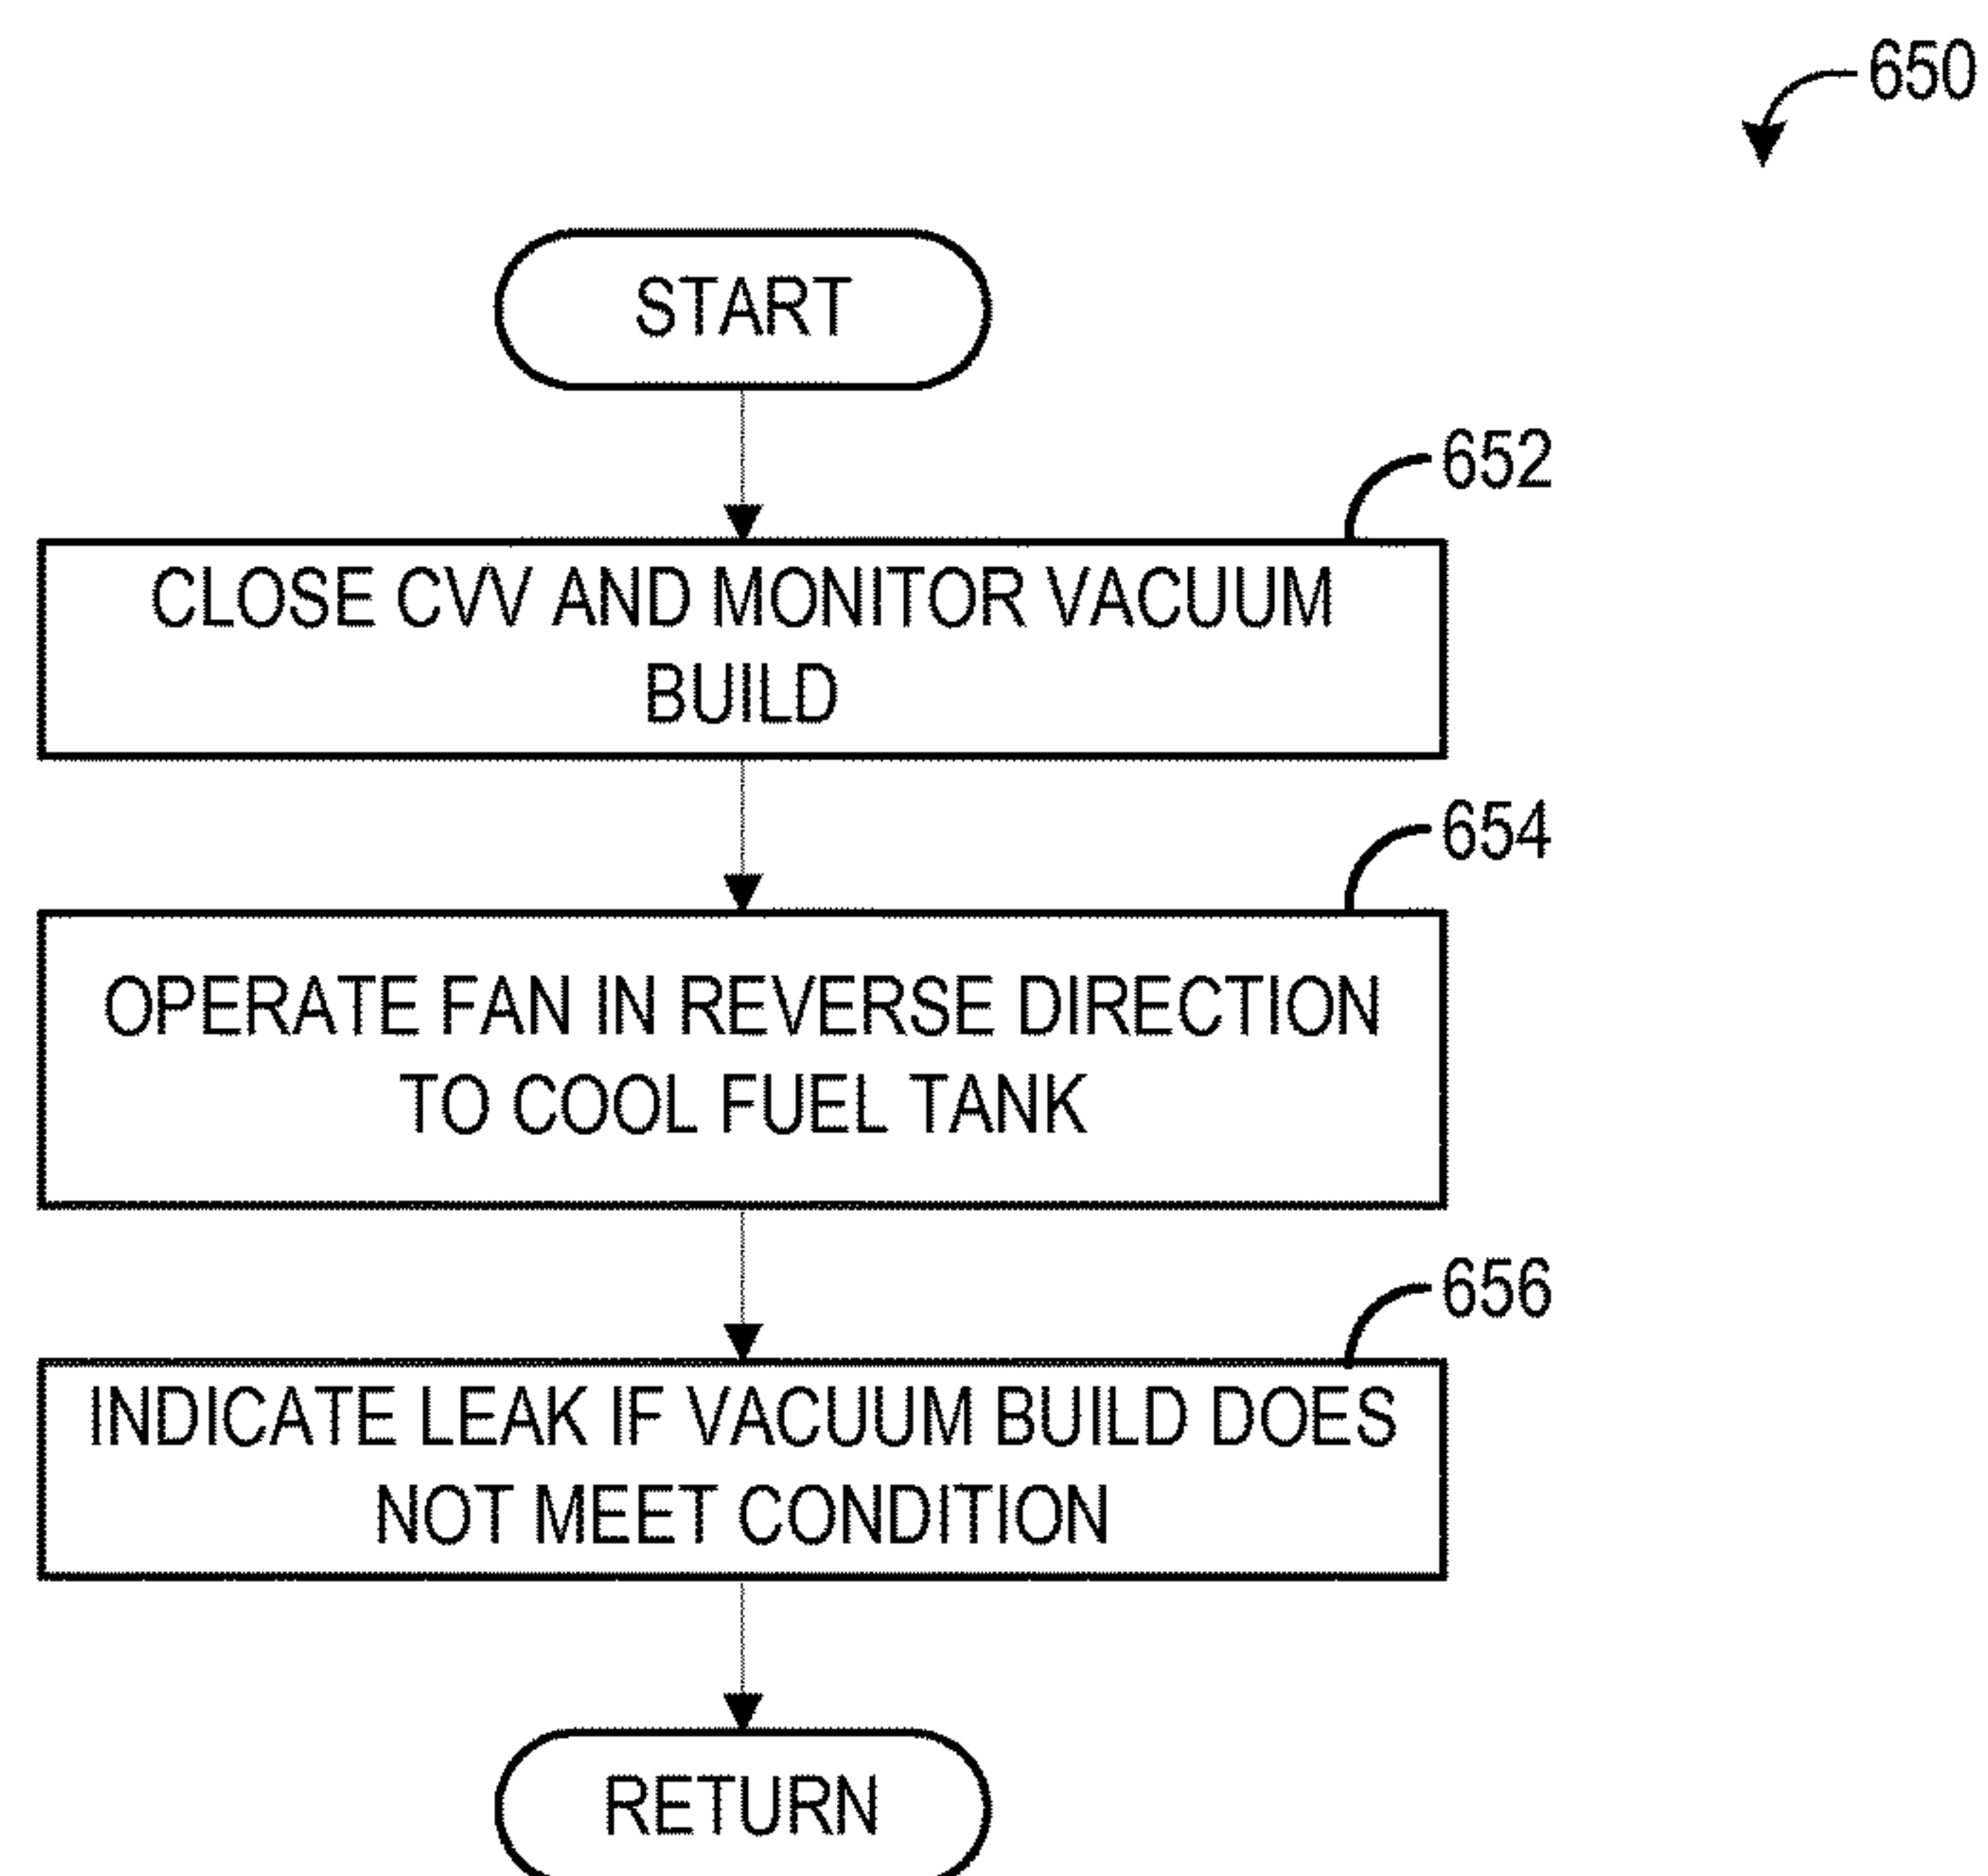 650
START
652
CLOSE CVV AND MONITOR VACUUM
BUILD
654
OPERATE FAN IN REVERSE DIRECTION
TO COOL FUEL TANK
656
INDICATE LEAK IF VACUUM BUILD DOES
NOT MEET CONDITION
RETURN